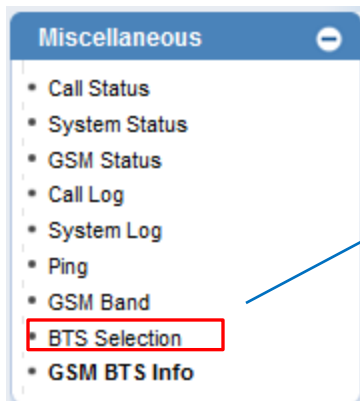 Miscellaneous
Call Status
System Status
GSM Status
Call Log
System Log
Ping
GSM Band
BTS Selection
GSM BTS Info